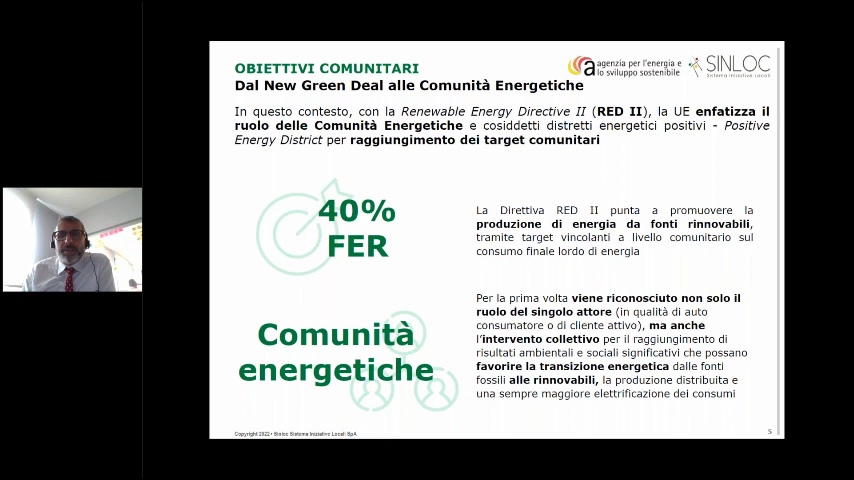 OBIETTIVI COMUNITARI
Dal New Green Deal alle Comunità Energetiche
agenzia per l'energia e
lo sviluppo sostenibile
SINLOC
Sistema Iniziative Locali
In questo contesto, con la Renewable Energy Directive II (RED II), la UE enfatizza il
ruolo delle Comunità Energetiche e cosiddetti distretti energetici positivi - Positive
Energy District per raggiungimento dei target comunitari
40%
FER
La Direttiva RED II punta a promuovere la
produzione di energia da fonti rinnovabili,
tramite target vincolanti a livello comunitario sul
consumo finale lordo di energia
Comunità
energetiche
Per la prima volta viene riconosciuto non solo il
ruolo del singolo attore (in qualità di auto
consumatore o di cliente attivo), ma anche
l'intervento collettivo per il raggiungimento di
risultati ambientali e sociali significativi che possano
favorire la transizione energetica dalle fonti
fossili alle rinnovabili, la produzione distribuita e
una sempre maggiore elettrificazione dei consumi
Copyright 2022 • Sinloc Sistema Iniziative Locali SpA
5